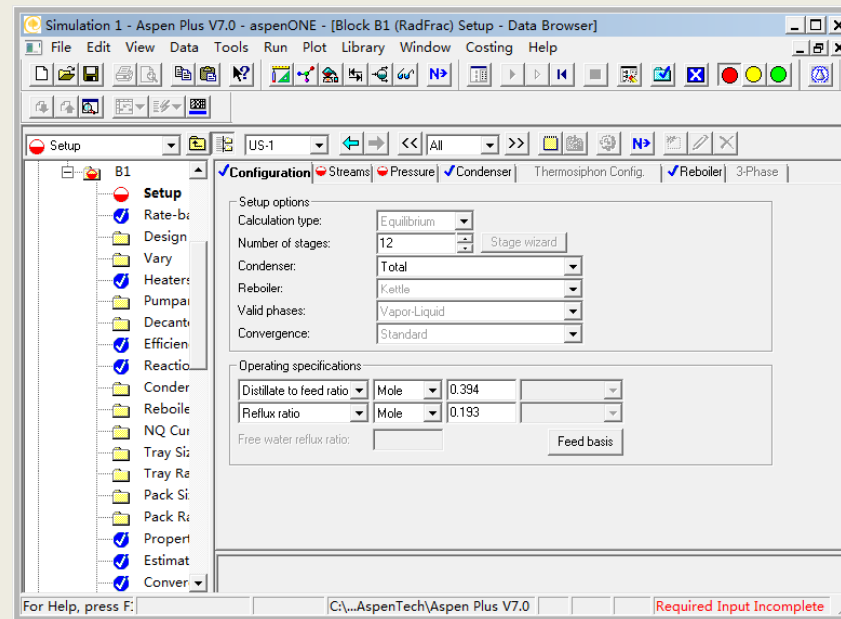 Simulation 1 - Aspen Plus V7.0 - aspenONE - [Block B1 (RadFrac) Setup - Data Browser]
File Edit View Data Tools Run Plot Library Window Costing Help
N>
Setup US-1 << All >> N>
B1
Setup
Rate-ba
Design
Vary
Heaters
Pumpar
Decant
Efficien
Reactio
Conder
Reboile
NQ Cur
Tray Siz
Tray Ra
Pack Si
Pack Ra
Propert
Estimat
Conver
Configuration Streams Pressure Condenser Thermosiphon Config. Reboiler 3-Phase
Setup options
Calculation type: Equilibrium
Number of stages: 12 Stage wizard
Condenser: Total
Reboiler: Kettle
Valid phases: Vapor-Liquid
Convergence: Standard
Operating specifications
Distillate to feed ratio Mole 0.394
Reflux ratio Mole 0.193
Free water reflux ratio: Feed basis
For Help, press F: C:\...AspenTech\Aspen Plus V7.0 Required Input Incomplete